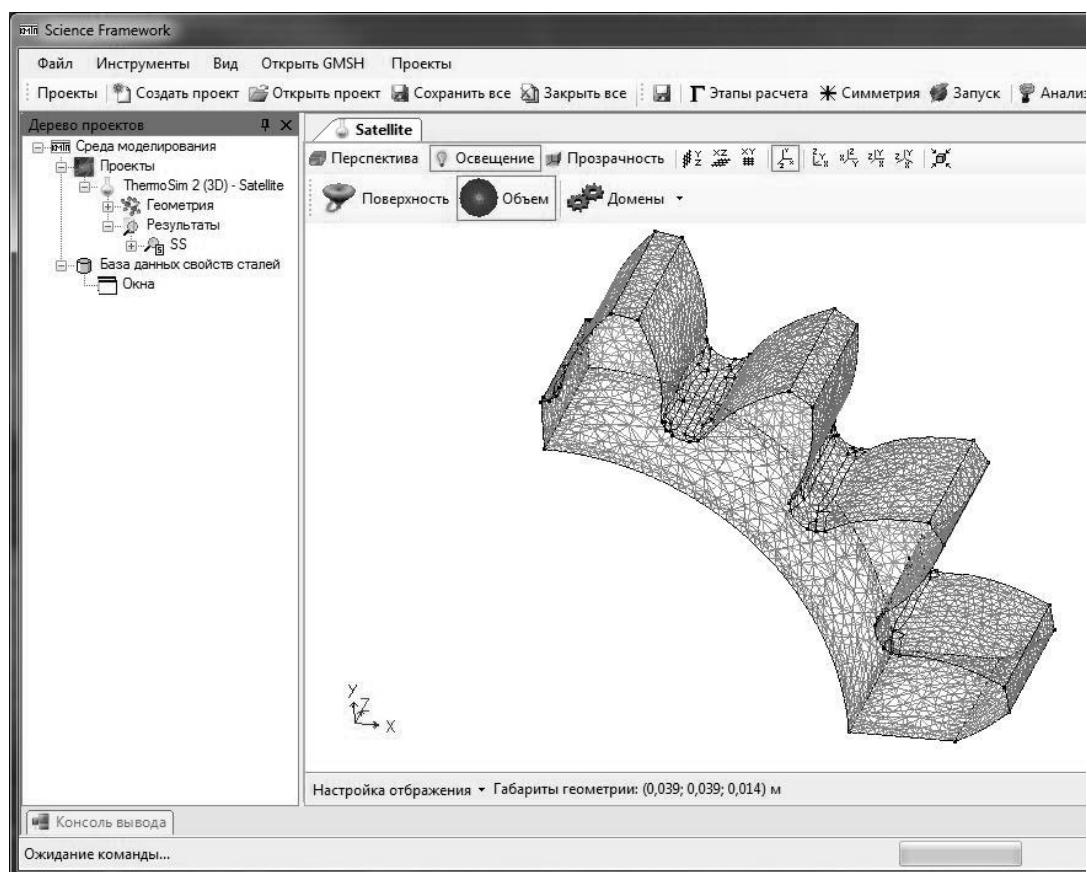 Science Framework
Файл Инструменты Вид Открыть GMSH Проекты
Проекты Создать проект Открыть проект Сохранить все Закрыть все Этапы расчета Симметрия Запуск Анализ
Дерево проектов
Среда моделирования
Проекты
ThermoSim 2 (3D) - Satellite
Геометрия
Результаты
SS
База данных свойств сталей
Окна
Satellite
Перспектива Освещение Прозрачность
Поверхность Объем Домены
Y
Z
X
Настройка отбражения Габариты геометрии: (0,039; 0,039; 0,014) м
Консоль вывода
Ожидание команды...